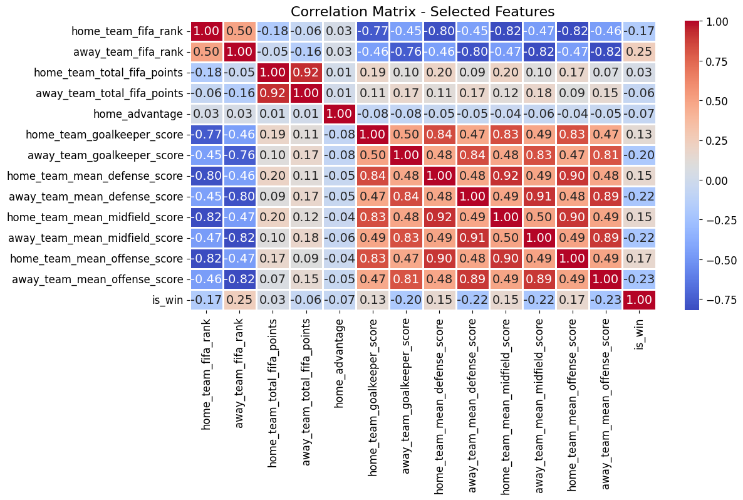 Correlation Matrix - Selected Features
home_team_fifa_rank 1.00 0.50 -0.18 -0.06 0.03 -0.77 -0.45 -0.80 -0.45 -0.82 -0.47 -0.82 -0.46 -0.17
away_team_fifa_rank 0.50 1.00 -0.05 -0.16 0.03 -0.46 -0.76 -0.46 -0.80 -0.47 -0.82 -0.47 -0.82 0.25
home_team_total_fifa_points -0.18 -0.05 1.00 0.92 0.01 0.19 0.10 0.20 0.09 0.20 0.10 0.17 0.07 0.03
away_team_total_fifa_points -0.06 -0.16 0.92 1.00 0.01 0.11 0.17 0.11 0.17 0.12 0.18 0.09 0.15 -0.06
home_advantage 0.03 0.03 0.01 0.01 1.00 -0.08 -0.08 -0.05 -0.05 -0.04 -0.06 -0.04 -0.05 -0.07
home_team_goalkeeper_score -0.77 -0.46 0.19 0.11 -0.08 1.00 0.50 0.84 0.47 0.83 0.49 0.83 0.47 0.13
away_team_goalkeeper_score -0.45 -0.76 0.10 0.17 -0.08 0.50 1.00 0.48 0.84 0.48 0.83 0.47 0.81 -0.20
home_team_mean_defense_score -0.80 -0.46 0.20 0.11 -0.05 0.84 0.48 1.00 0.48 0.92 0.49 0.90 0.48 0.15
away_team_mean_defense_score -0.45 -0.80 0.09 0.17 -0.05 0.47 0.84 0.48 1.00 0.49 0.91 0.48 0.89 -0.22
home_team_mean_midfield_score -0.82 -0.47 0.20 0.12 -0.04 0.83 0.48 0.92 0.49 1.00 0.50 0.90 0.49 0.15
away_team_mean_midfield_score -0.47 -0.82 0.10 0.18 -0.06 0.49 0.83 0.49 0.91 0.50 1.00 0.49 0.89 -0.22
home_team_mean_offense_score -0.82 -0.47 0.17 0.09 -0.04 0.83 0.47 0.90 0.48 0.90 0.49 1.00 0.49 0.17
away_team_mean_offense_score -0.46 -0.82 0.07 0.15 -0.05 0.47 0.81 0.48 0.89 0.49 0.89 0.49 1.00 -0.23
is_win -0.17 0.25 0.03 -0.06 -0.07 0.13 -0.20 0.15 -0.22 0.15 -0.22 0.17 -0.23 1.00
home_team_fifa_rank
away_team_fifa_rank
home_team_total_fifa_points
away_team_total_fifa_points
home_advantage
home_team_goalkeeper_score
away_team_goalkeeper_score
home_team_mean_defense_score
away_team_mean_defense_score
home_team_mean_midfield_score
away_team_mean_midfield_score
home_team_mean_offense_score
away_team_mean_offense_score
is_win
1.00
0.75
0.50
0.25
0.00
−0.25
−0.50
−0.75